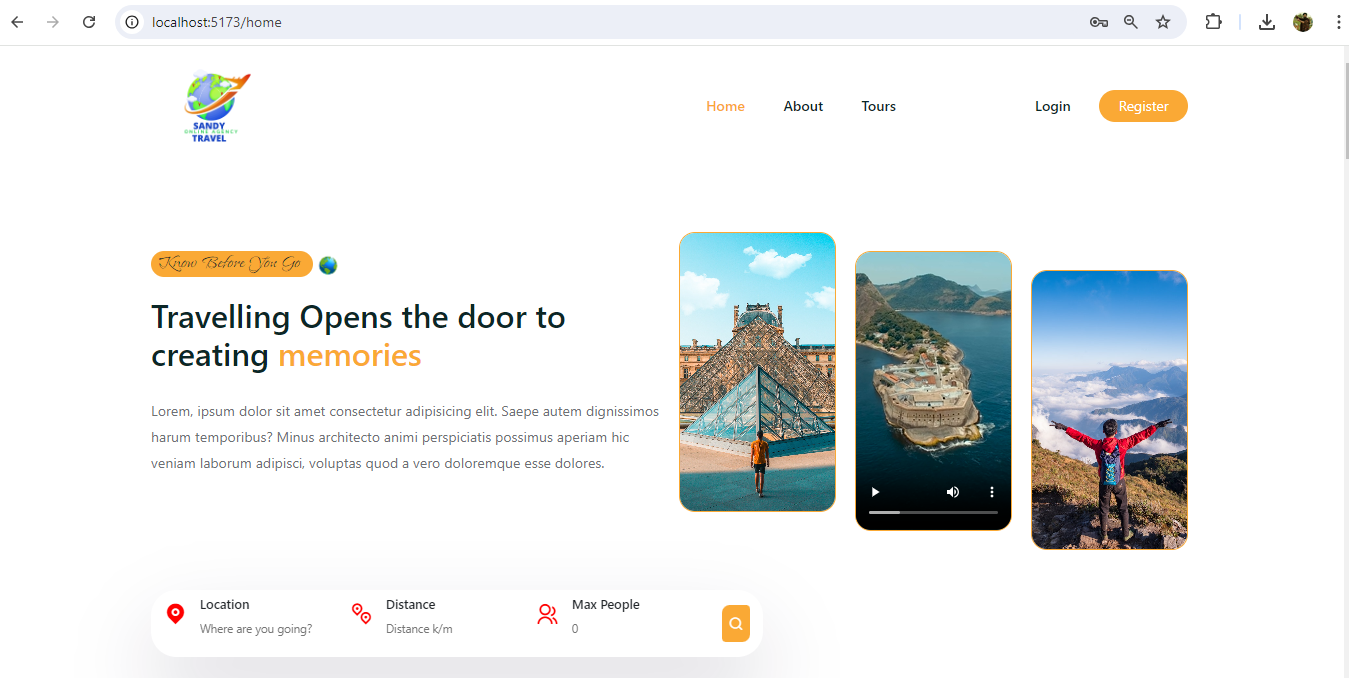 localhost:5173/home
SANDY
ONLINE AGENCY
TRAVEL
Home
About
Tours
Login
Register
Know Before You Go
Travelling Opens the door to
creating memories
Lorem, ipsum dolor sit amet consectetur adipisicing elit. Saepe autem dignissimos
harum temporibus? Minus architecto animi perspiciatis possimus aperiam hic
veniam laborum adipisci, voluptas quod a vero doloremque esse dolores.
Location
Where are you going?
Distance
Distance k/m
Max People
0